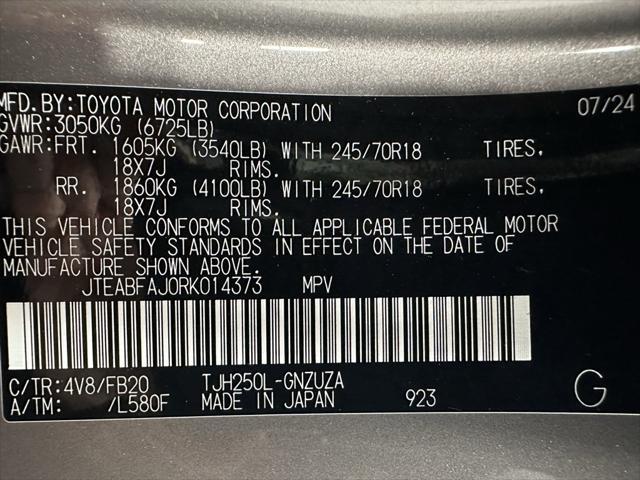 MFD.BY:TOYOTA MOTOR CORPORATION 07/24
GVWR:3050KG (6725LB)
GAWR:FRT. 1605KG (3540LB) WITH 245/70R18 TIRES,
18X7J RIMS.
RR. 1860KG (4100LB) WITH 245/70R18 TIRES,
18X7J RIMS.
THIS VEHICLE CONFORMS TO ALL APPLICABLE FEDERAL MOTOR
VEHICLE SAFETY STANDARDS IN EFFECT ON THE DATE OF
MANUFACTURE SHOWN ABOVE.
JTEABFAJ0RK014373 MPV
C/TR:4V8/FB20 TJH250L-GNZUZA
A/TM: /L580F MADE IN JAPAN 923 G